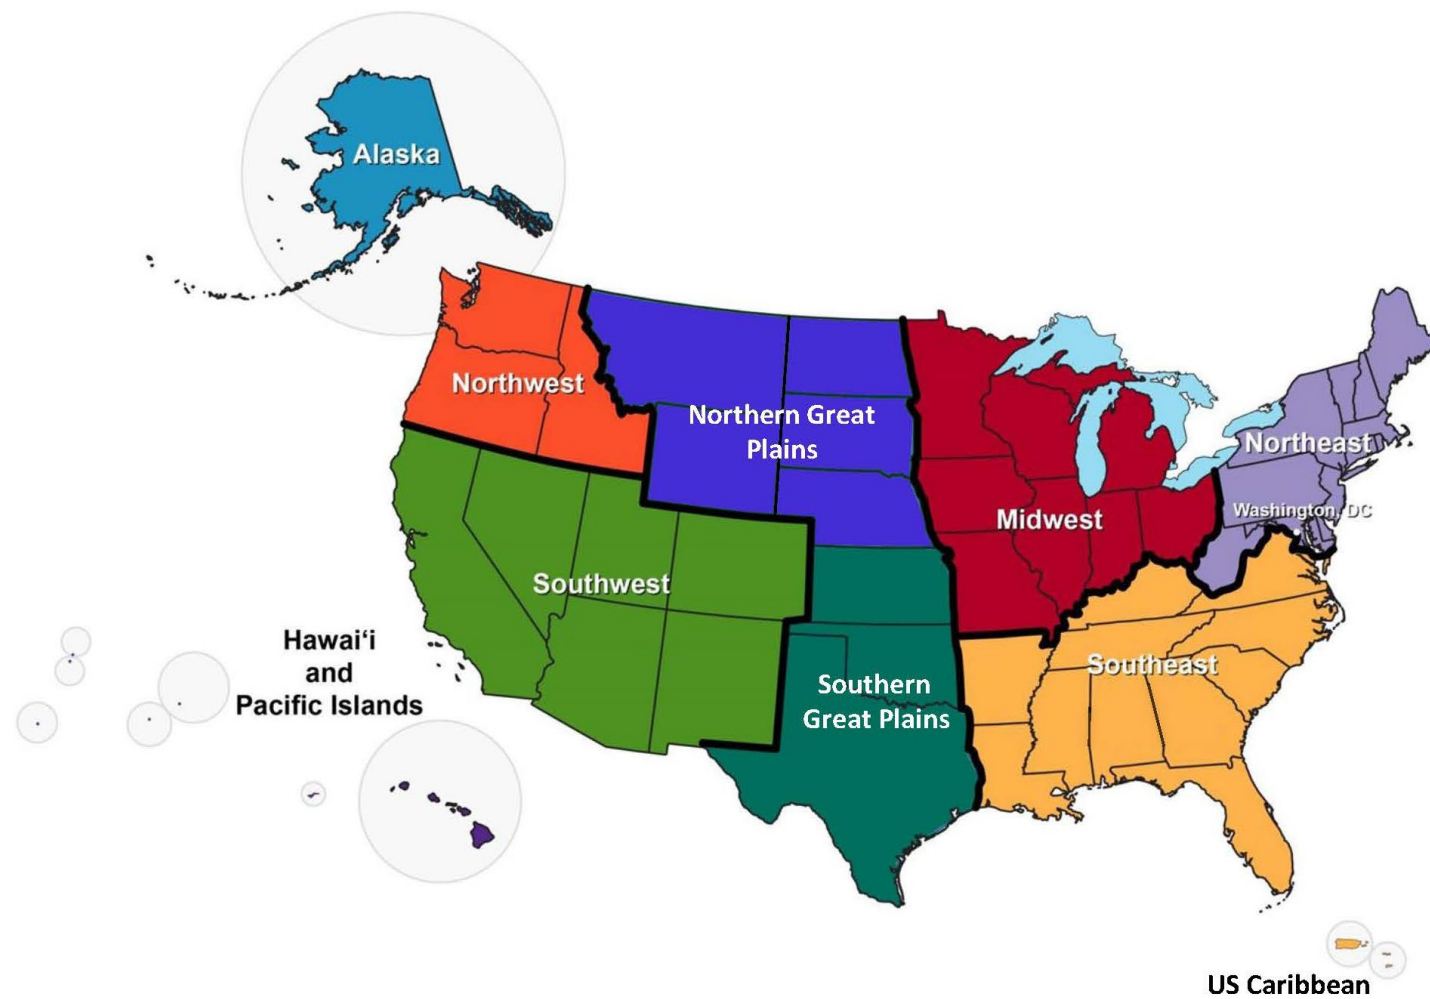 Alaska
Northwest
Northern Great
Plains
Northeast
Washington, DC
Midwest
Southwest
Hawai‘i
and
Pacific Islands
Southeast
Southern
Great Plains
US Caribbean